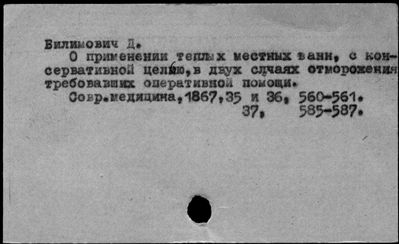 Билимович Д.
О применении теплых местных ванн, с кон-
сервативной целью, в двух случаях отморожения
требовавших оперативной помощи.
Совр.медицина,1867,35 и 36, 560-561.
37, 585-587.